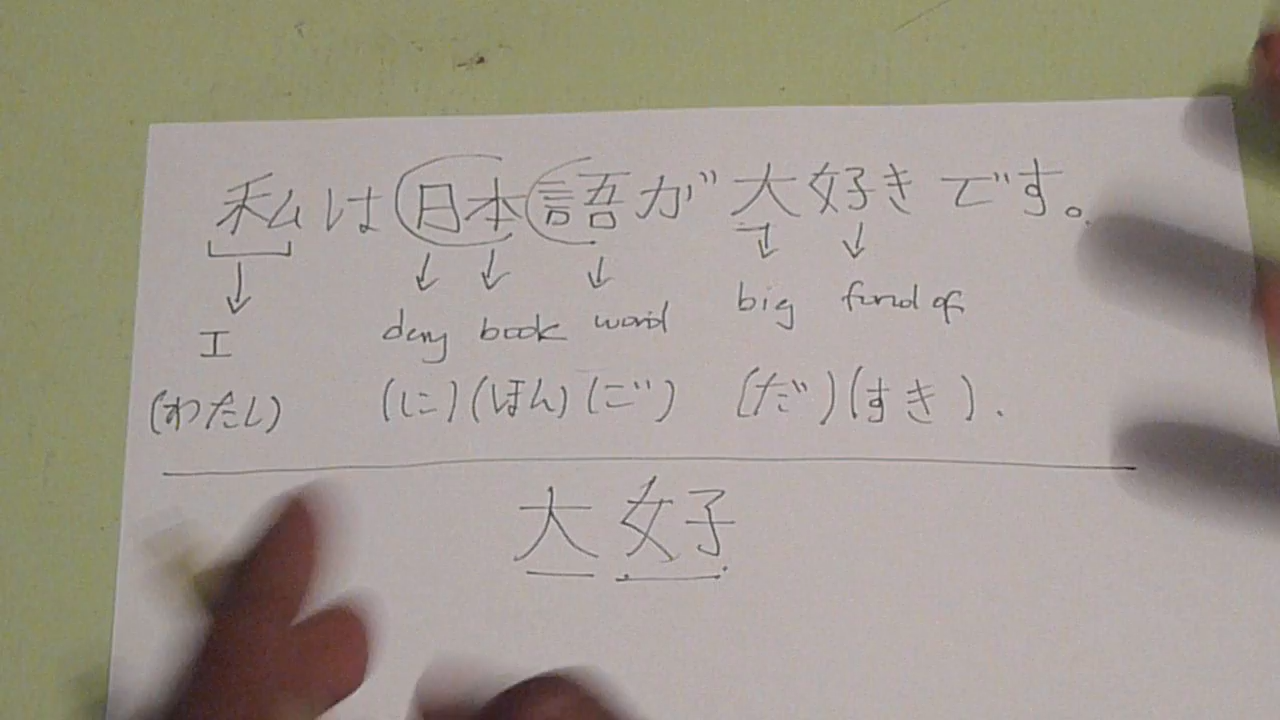 私は日本語が大好きです。
I day book word big fond of
(わたし) (に)(ほん)(ご) (だ)(すき).
大好